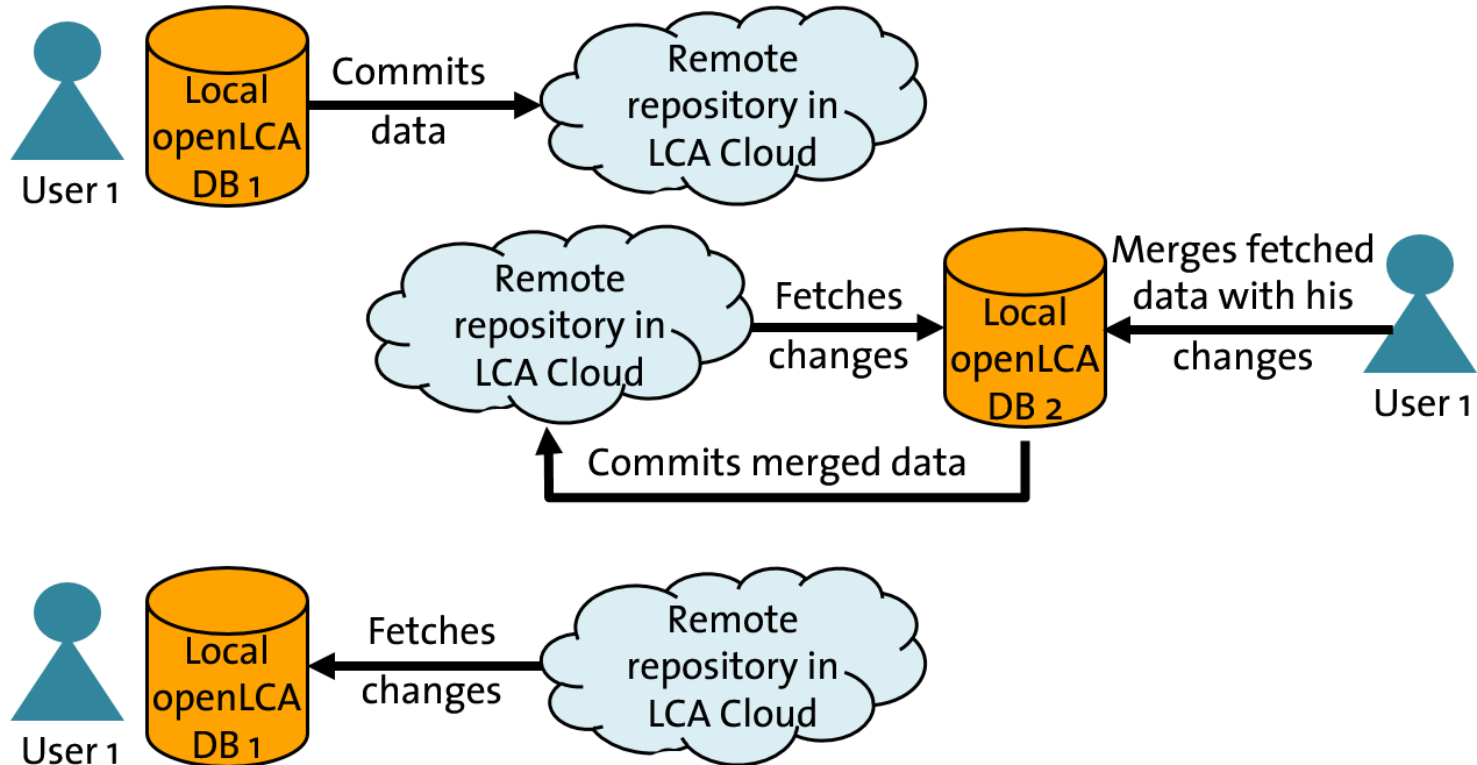 Local
openLCA
DB 1
User 1
Commits
data
Remote
repository in
LCA Cloud
Remote
repository in
LCA Cloud
Fetches
changes
Local
openLCA
DB 2
Merges fetched
data with his
changes
User 1
Commits merged data
Local
openLCA
DB 1
User 1
Fetches
changes
Remote
repository in
LCA Cloud